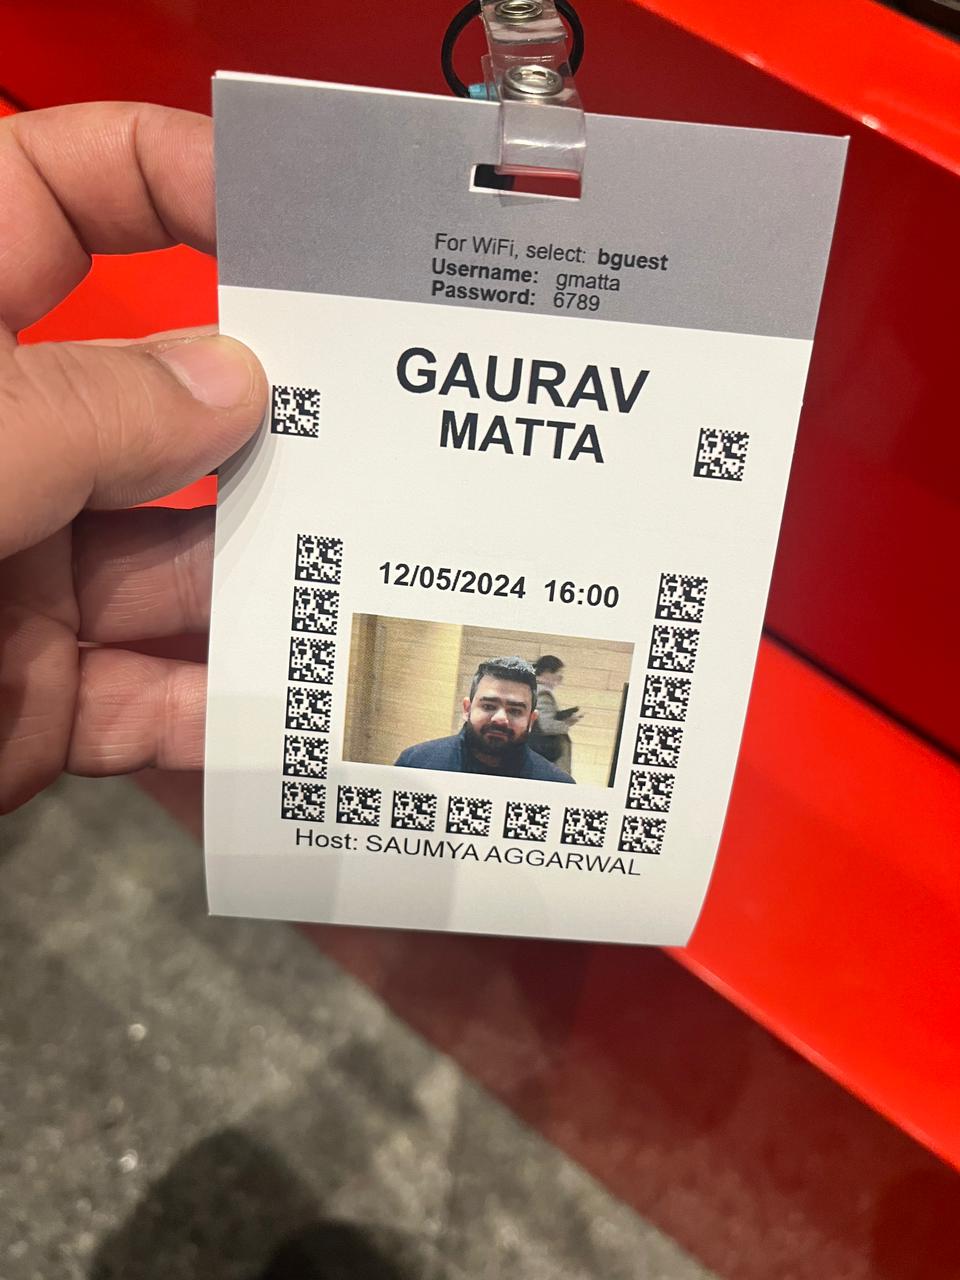 For WiFi, select: bguest
Username: gmatta
Password: 6789
GAURAV
MATTA
12/05/2024 16:00
Host: SAUMYA AGGARWAL